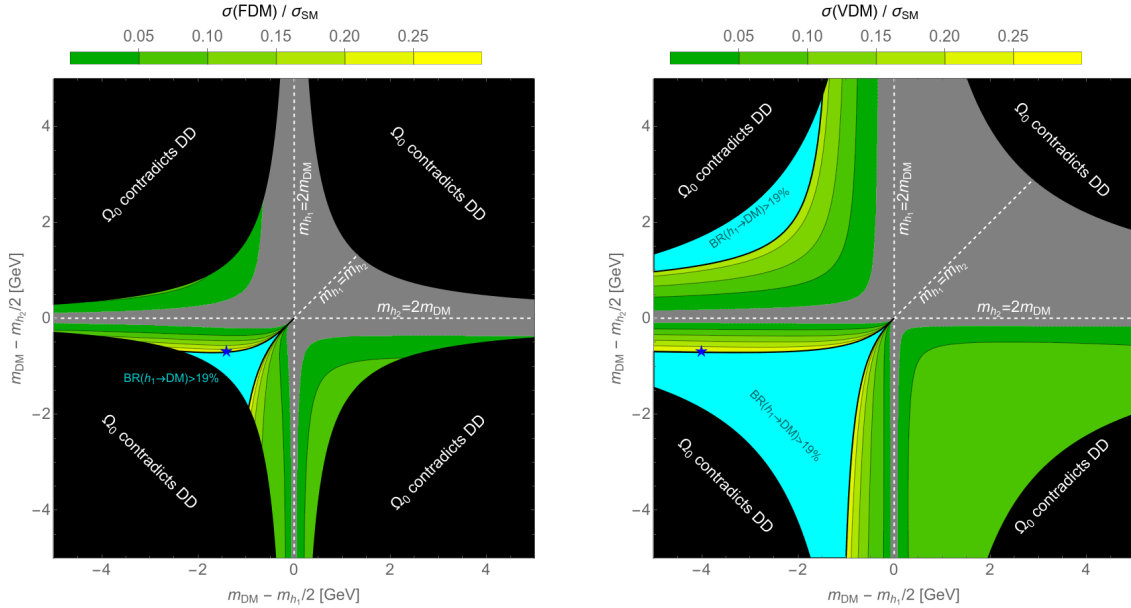 σ(FDM) / σSM
0.05 0.10 0.15 0.20 0.25
Ω0 contradicts DD
Ω0 contradicts DD
mh1=2mDM
mh1=mh2
mh2=2mDM
BR(h1→DM)>19%
Ω0 contradicts DD
Ω0 contradicts DD
4
2
0
−2
−4
mDM − mh2/2 [GeV]
−4 −2 0 2 4
mDM − mh1/2 [GeV]
σ(VDM) / σSM
0.05 0.10 0.15 0.20 0.25
Ω0 contradicts DD
Ω0 contradicts DD
BR(h1→DM)>19%
mh1=2mDM
mh1=mh2
mh2=2mDM
BR(h1→DM)>19%
Ω0 contradicts DD
Ω0 contradicts DD
4
2
0
−2
−4
mDM − mh2/2 [GeV]
−4 −2 0 2 4
mDM − mh1/2 [GeV]